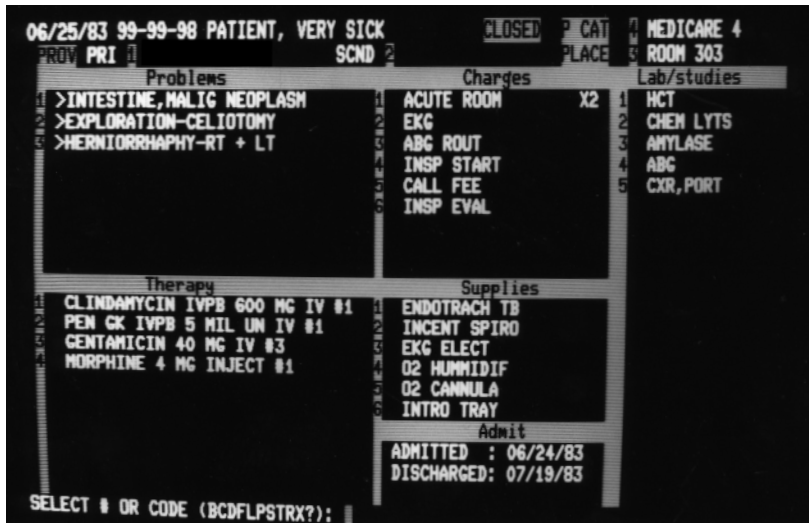 06/25/83 99-99-98 PATIENT, VERY SICK CLOSED P CAT 4 MEDICARE 4
PROV PRI 1 SCND 2 PLACE 3 ROOM 303
Problems
1 >INTESTINE,MALIG NEOPLASM
2 >EXPLORATION-CELIOTOMY
3 >HERNIORRHAPHY-RT + LT
Charges
1 ACUTE ROOM X2
2 EKG
3 ABG ROUT
4 INSP START
5 CALL FEE
6 INSP EVAL
Lab/studies
1 HCT
2 CHEM LYTS
3 AMYLASE
4 ABG
5 CXR,PORT
Therapy
1 CLINDAMYCIN IVPB 600 MG IV #1
2 PEN GK IVPB 5 MIL UN IV #1
3 GENTAMICIN 40 MG IV #3
4 MORPHINE 4 MG INJECT #1
Supplies
1 ENDOTRACH TB
2 INCENT SPIRO
3 EKG ELECT
4 O2 HUMMIDIF
5 O2 CANNULA
6 INTRO TRAY
Admit
ADMITTED : 06/24/83
DISCHARGED: 07/19/83
SELECT # OR CODE (BCDFLPSTRX?):